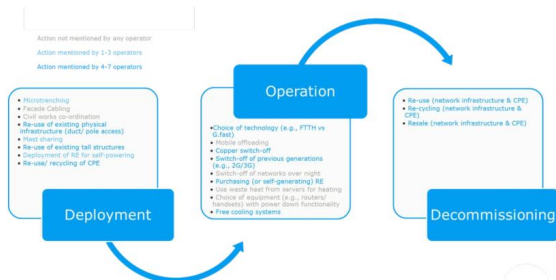 Action not mentioned by any operator
Action mentioned by 1-3 operators
Action mentioned by 4-7 operators
• Microtrenching
• Facade Cabling
• Civil works co-ordination
• Re-use of existing physical
infrastructure (duct/ pole access)
• Mast sharing
• Re-use of existing tall structures
• Deployment of RE for self-powering
• Re-use/ recycling of CPE
Deployment
Operation
•Choice of technology (e.g., FTTH vs
G.fast)
• Mobile offloading
• Copper switch-off
• Switch-off of previous generations
(e.g., 2G/3G)
• Switch-off of networks over night
• Purchasing (or self-generating) RE
• Use waste heat from servers for heating
• Choice of equipment (e.g., routers/
handsets) with power down functionality
• Free cooling systems
• Re-use (network infrastructure & CPE)
• Re-cycling (network infrastructure &
CPE)
• Resale (network infrastructure & CPE)
Decommissioning